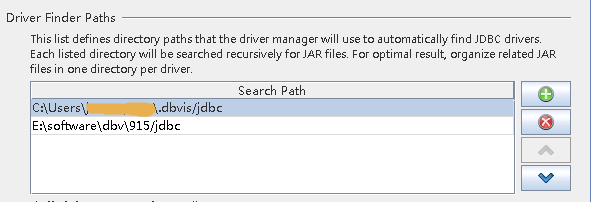 Driver Finder Paths
This list defines directory paths that the driver manager will use to automatically find JDBC drivers.
Each listed directory will be searched recursively for JAR files. For optimal result, organize related JAR
files in one directory per driver.
Search Path
C:\Users\ \.dbvis/jdbc
E:\software\dbv\915/jdbc